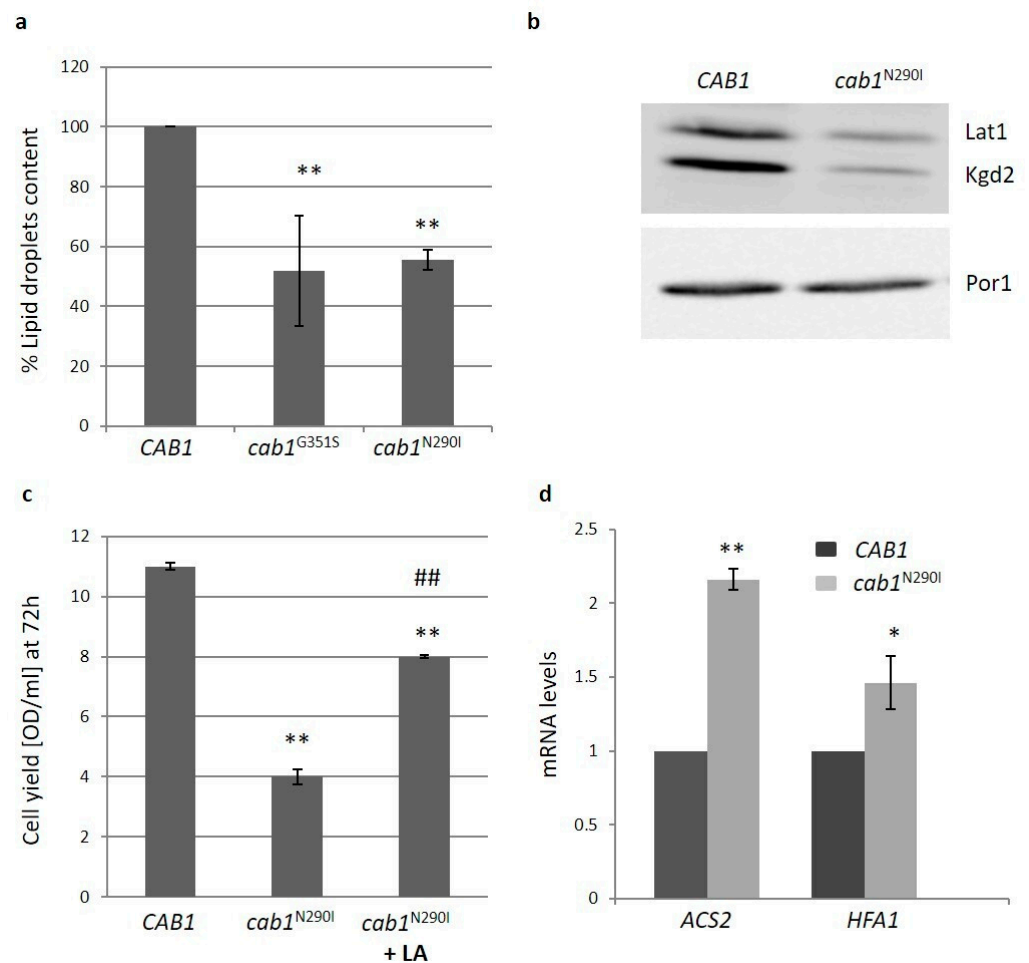 a
% Lipid droplets content
120
100
80
60
40
20
0
**
**
CAB1
cab1G351S
cab1N290I
b
CAB1
cab1N290I
Lat1
Kgd2
Por1
c
Cell yield [OD/ml] at 72h
12
10
8
6
4
2
0
**
##
**
CAB1
cab1N290I
cab1N290I
+ LA
d
mRNA levels
2.5
2
1.5
1
0.5
0
**
*
CAB1
cab1N290I
ACS2
HFA1